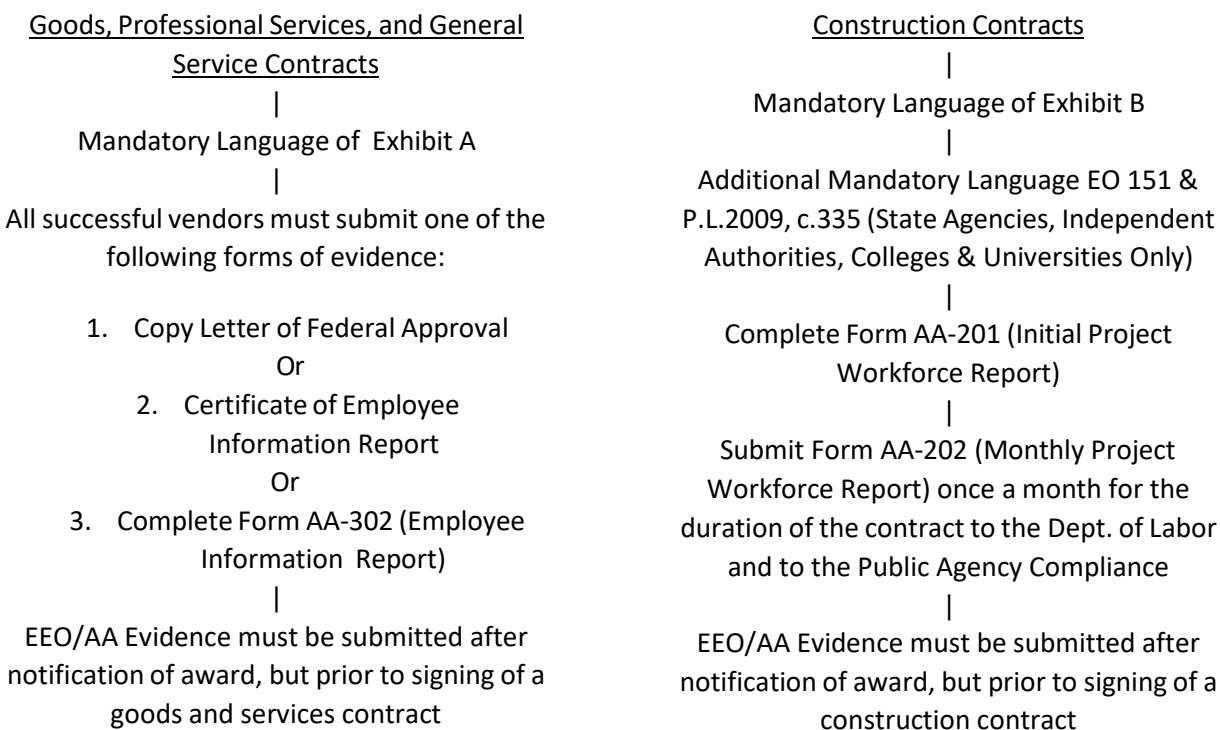 Goods, Professional Services, and General
Service Contracts
|
Mandatory Language of Exhibit A
|
All successful vendors must submit one of the
following forms of evidence:
1. Copy Letter of Federal Approval
Or
2. Certificate of Employee
Information Report
Or
3. Complete Form AA-302 (Employee
Information Report)
|
EEO/AA Evidence must be submitted after
notification of award, but prior to signing of a
goods and services contract
Construction Contracts
|
Mandatory Language of Exhibit B
|
Additional Mandatory Language EO 151 &
P.L.2009, c.335 (State Agencies, Independent
Authorities, Colleges & Universities Only)
|
Complete Form AA-201 (Initial Project
Workforce Report)
|
Submit Form AA-202 (Monthly Project
Workforce Report) once a month for the
duration of the contract to the Dept. of Labor
and to the Public Agency Compliance
|
EEO/AA Evidence must be submitted after
notification of award, but prior to signing of a
construction contract